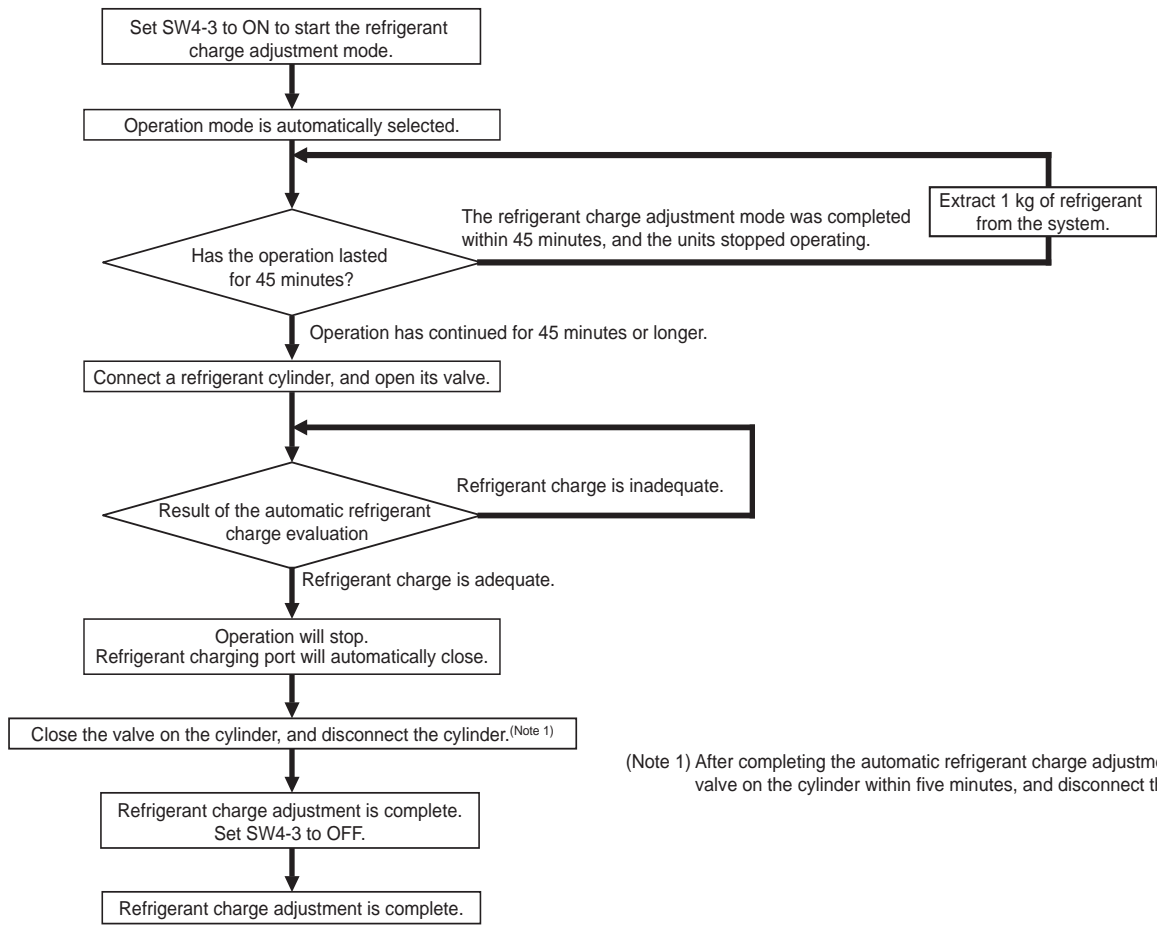 Set SW4-3 to ON to start the refrigerant
charge adjustment mode.
Operation mode is automatically selected.
Extract 1 kg of refrigerant
from the system.
The refrigerant charge adjustment mode was completed
within 45 minutes, and the units stopped operating.
Has the operation lasted
for 45 minutes?
Operation has continued for 45 minutes or longer.
Connect a refrigerant cylinder, and open its valve.
Refrigerant charge is inadequate.
Result of the automatic refrigerant
charge evaluation
Refrigerant charge is adequate.
Operation will stop.
Refrigerant charging port will automatically close.
Close the valve on the cylinder, and disconnect the cylinder.(Note 1)
(Note 1) After completing the automatic refrigerant charge
valve on the cylinder within five minutes, and disconnect
Refrigerant charge adjustment is complete.
Set SW4-3 to OFF.
Refrigerant charge adjustment is complete.